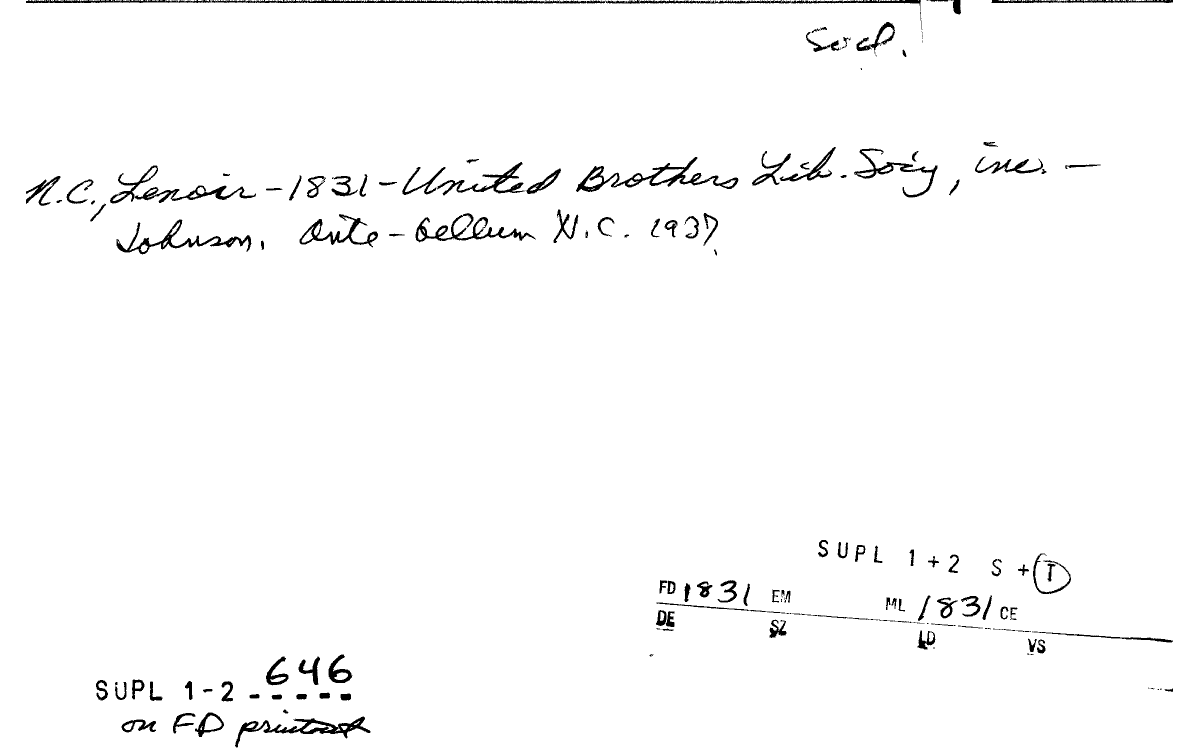 Socl.
N.C., Lenoir - 1831 - United Brothers Lib. Soc'y, inc. -
Johnson. Ante-bellum N.C. 1937.
SUPL 1 + 2 S + T
FD 1831 EM ML 1831 CE
DE SZ LD VS
SUPL 1 - 2 646
on FD printout